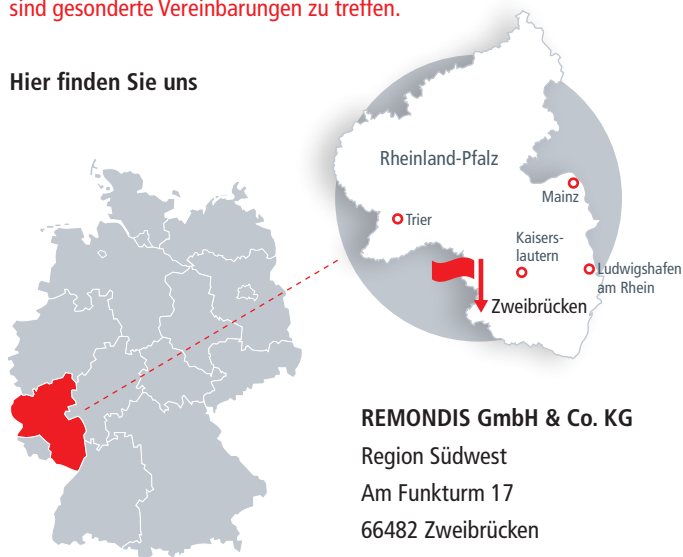 sind gesonderte Vereinbarungen zu treffen.
Hier finden Sie uns
Rheinland-Pfalz
Mainz
Trier
Kaisers-
lautern
Ludwigshafen
am Rhein
Zweibrücken
REMONDIS GmbH & Co. KG
Region Südwest
Am Funkturm 17
66482 Zweibrücken